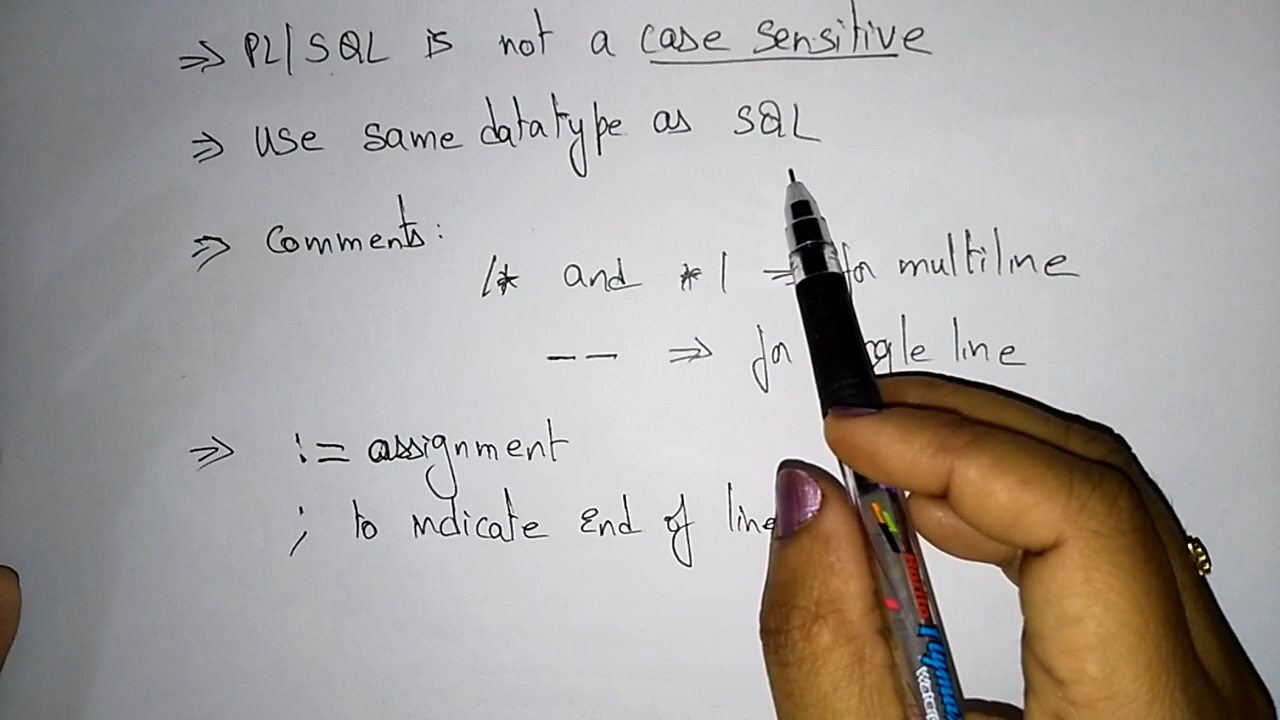 ⇒ PL/SQL is not a case sensitive
⇒ Use same datatype as SQL
⇒ Comments:
/* and */ ⇒ for multiline
-- ⇒ for line
⇒ := assignment
; to indicate End of line